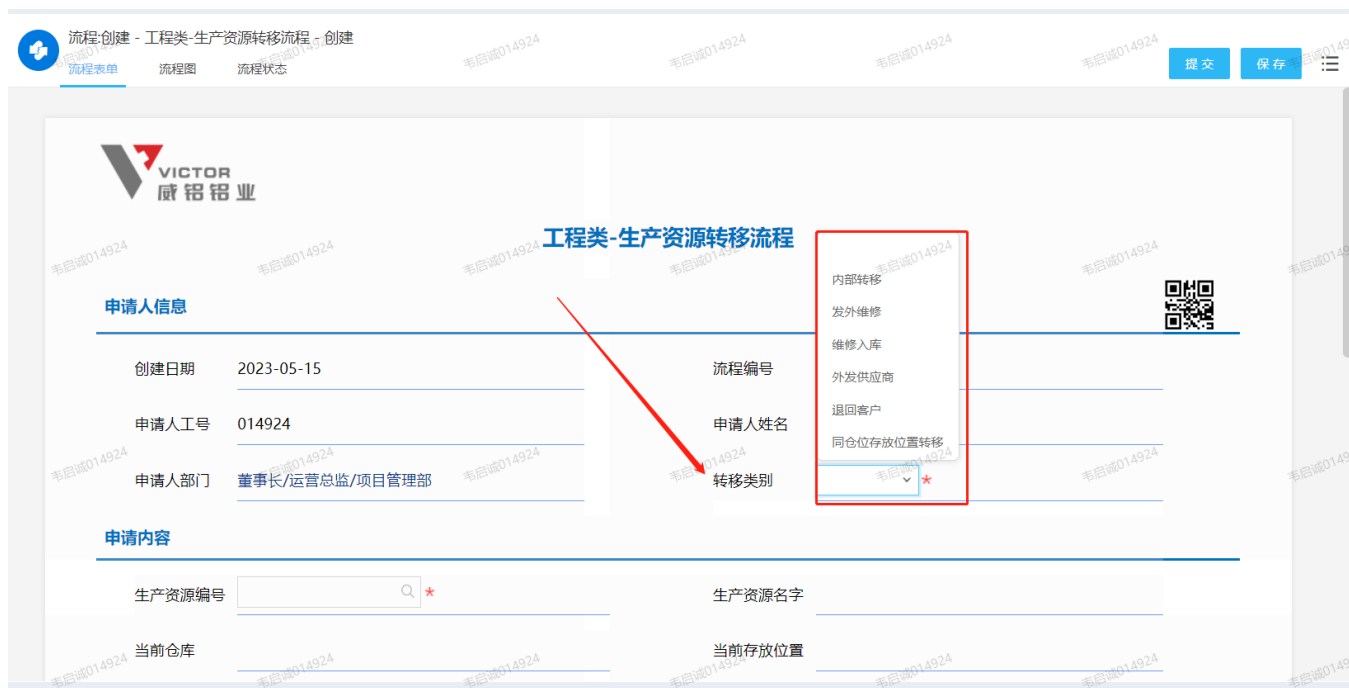 流程:创建 - 工程类-生产资源转移流程 - 创建
流程表单 流程图 流程状态
提交 保存
VICTOR
威铝铝业
工程类-生产资源转移流程
内部转移
发外维修
维修入库
外发供应商
退回客户
同仓位存放位置转移
申请人信息
创建日期 2023-05-15 流程编号
申请人工号 014924 申请人姓名
申请人部门 董事长/运营总监/项目管理部 转移类别 *
申请内容
生产资源编号 * 生产资源名字
当前仓库 当前存放位置
韦启诚014924